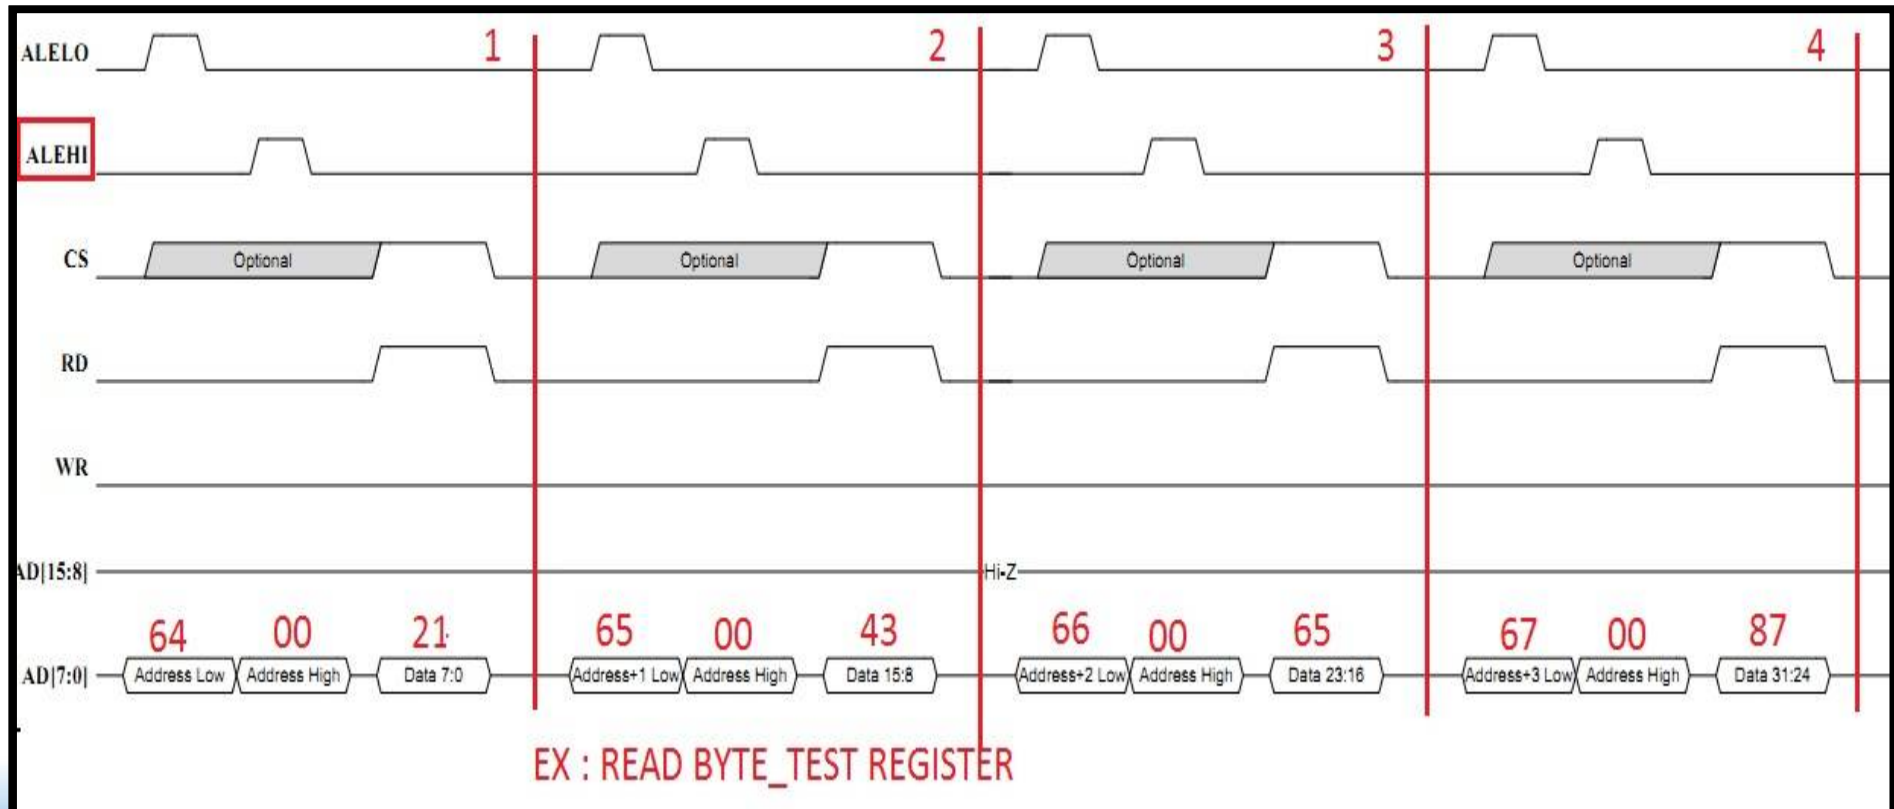 ALELO 1 2 3 4
ALEHI
CS Optional Optional Optional Optional
RD
WR
AD[15:8] Hi-Z
64 00 21 65 00 43 66 00 65 67 00 87
AD[7:0] Address Low Address High Data 7:0 Address+1 Low Address High Data 15:8 Address+2 Low Address High Data 23:16 Address+3 Low Address High Data 31:24
EX : READ BYTE_TEST REGISTER